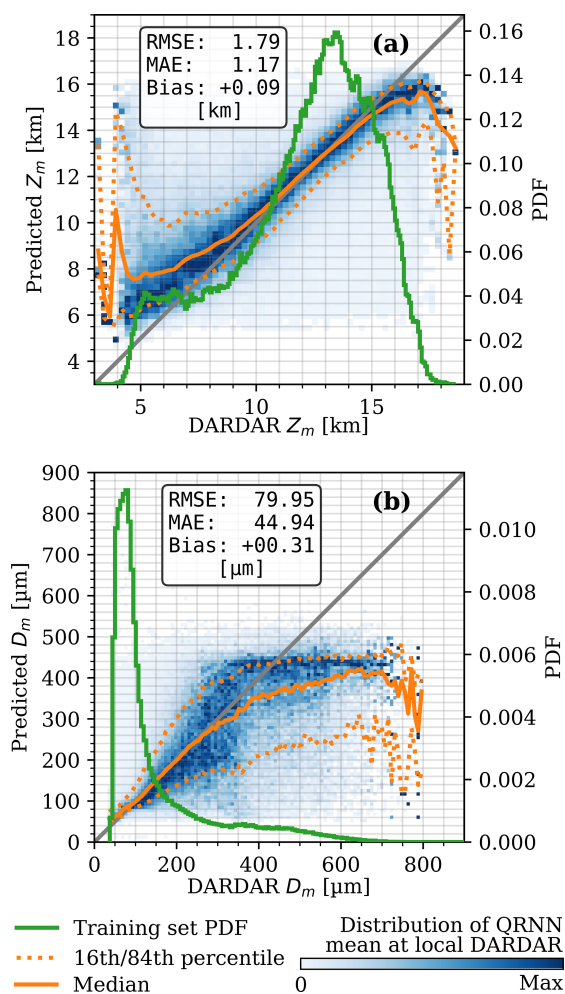 18
16
14
12
10
8
6
4
Predicted Zm [km]
RMSE: 1.79
MAE: 1.17
Bias: +0.09
[km]
(a)
0.16
0.14
0.12
0.10
0.08
0.06
0.04
0.02
0.00
PDF
5 10 15
DARDAR Zm [km]
900
800
700
600
500
400
300
200
100
0
Predicted Dm [µm]
RMSE: 79.95
MAE: 44.94
Bias: +00.31
[µm]
(b)
0.010
0.008
0.006
0.004
0.002
0.000
PDF
0 200 400 600 800
DARDAR Dm [µm]
Training set PDF
16th/84th percentile
Median
Distribution of QRNN
mean at local DARDAR
0 Max